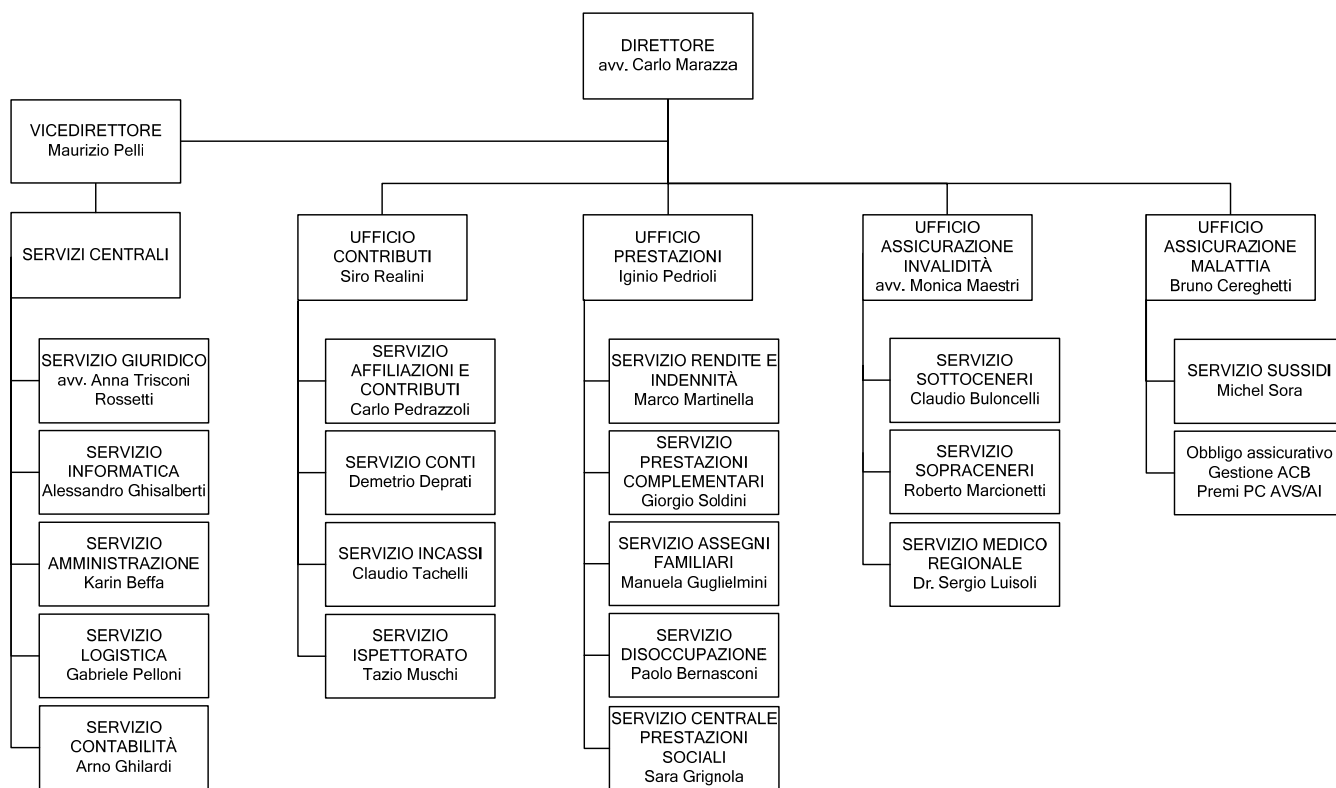 DIRETTORE
avv. Carlo Marazza
VICEDIRETTORE
Maurizio Pelli
SERVIZI CENTRALI
SERVIZIO GIURIDICO
avv. Anna Trisconi
Rossetti
SERVIZIO
INFORMATICA
Alessandro Ghisalberti
SERVIZIO
AMMINISTRAZIONE
Karin Beffa
SERVIZIO
LOGISTICA
Gabriele Pelloni
SERVIZIO
CONTABILITÀ
Arno Ghilardi
UFFICIO
CONTRIBUTI
Siro Realini
SERVIZIO
AFFILIAZIONI E
CONTRIBUTI
Carlo Pedrazzoli
SERVIZIO CONTI
Demetrio Deprati
SERVIZIO INCASSI
Claudio Tachelli
SERVIZIO
ISPETTORATO
Tazio Muschi
UFFICIO
PRESTAZIONI
Iginio Pedrioli
SERVIZIO RENDITE E
INDENNITÀ
Marco Martinella
SERVIZIO
PRESTAZIONI
COMPLEMENTARI
Giorgio Soldini
SERVIZIO ASSEGNI
FAMILIARI
Manuela Guglielmini
SERVIZIO
DISOCCUPAZIONE
Paolo Bernasconi
SERVIZIO CENTRALE
PRESTAZIONI
SOCIALI
Sara Grignola
UFFICIO
ASSICURAZIONE
INVALIDITÀ
avv. Monica Maestri
SERVIZIO
SOTTOCENERI
Claudio Buloncelli
SERVIZIO
SOPRACENERI
Roberto Marcionetti
SERVIZIO MEDICO
REGIONALE
Dr. Sergio Luisoli
UFFICIO
ASSICURAZIONE
MALATTIA
Bruno Cereghetti
SERVIZIO SUSSIDI
Michel Sora
Obbligo assicurativo
Gestione ACB
Premi PC AVS/AI